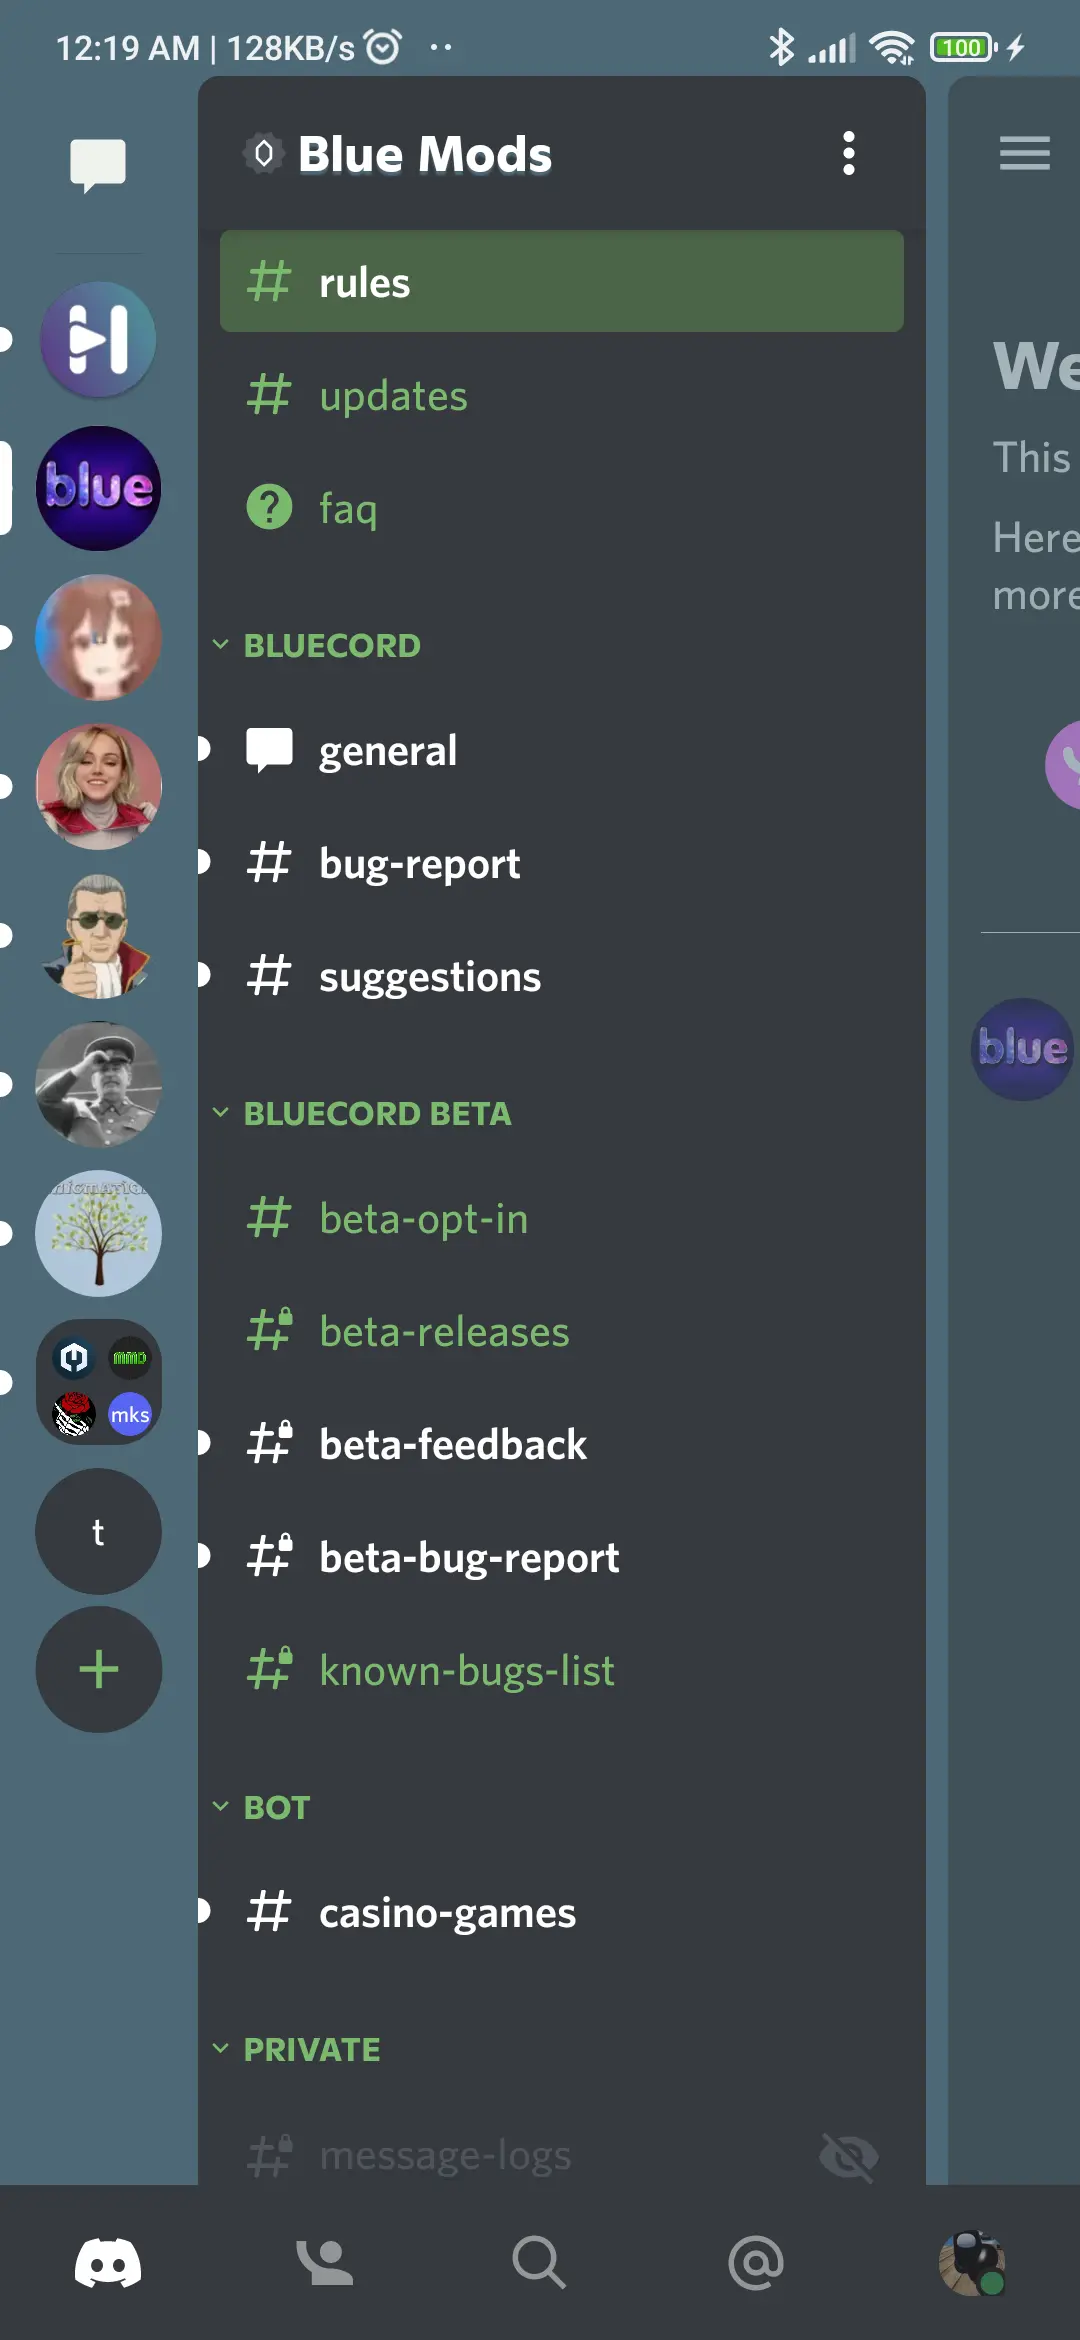 12:19 AM | 128KB/s
100
Blue Mods
rules
updates
faq
BLUECORD
general
bug-report
suggestions
BLUECORD BETA
beta-opt-in
beta-releases
beta-feedback
beta-bug-report
known-bugs-list
BOT
casino-games
PRIVATE
message-logs
blue
MMD
mks
t
We
This
Here
more
blue